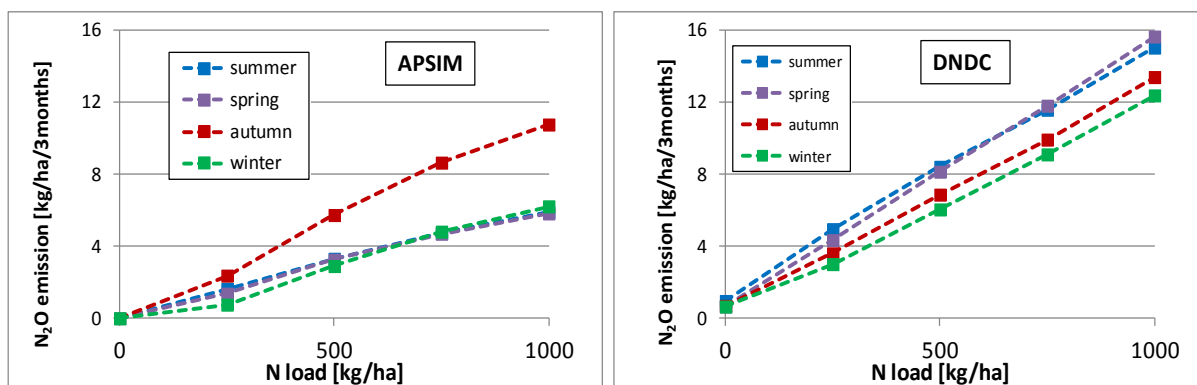 16
12
8
4
0
N₂O emission [kg/ha/3months]
APSIM
summer
spring
autumn
winter
0
500
1000
N load [kg/ha]
16
12
8
4
0
N₂O emission [kg/ha/3months]
DNDC
summer
spring
autumn
winter
0
500
1000
N load [kg/ha]